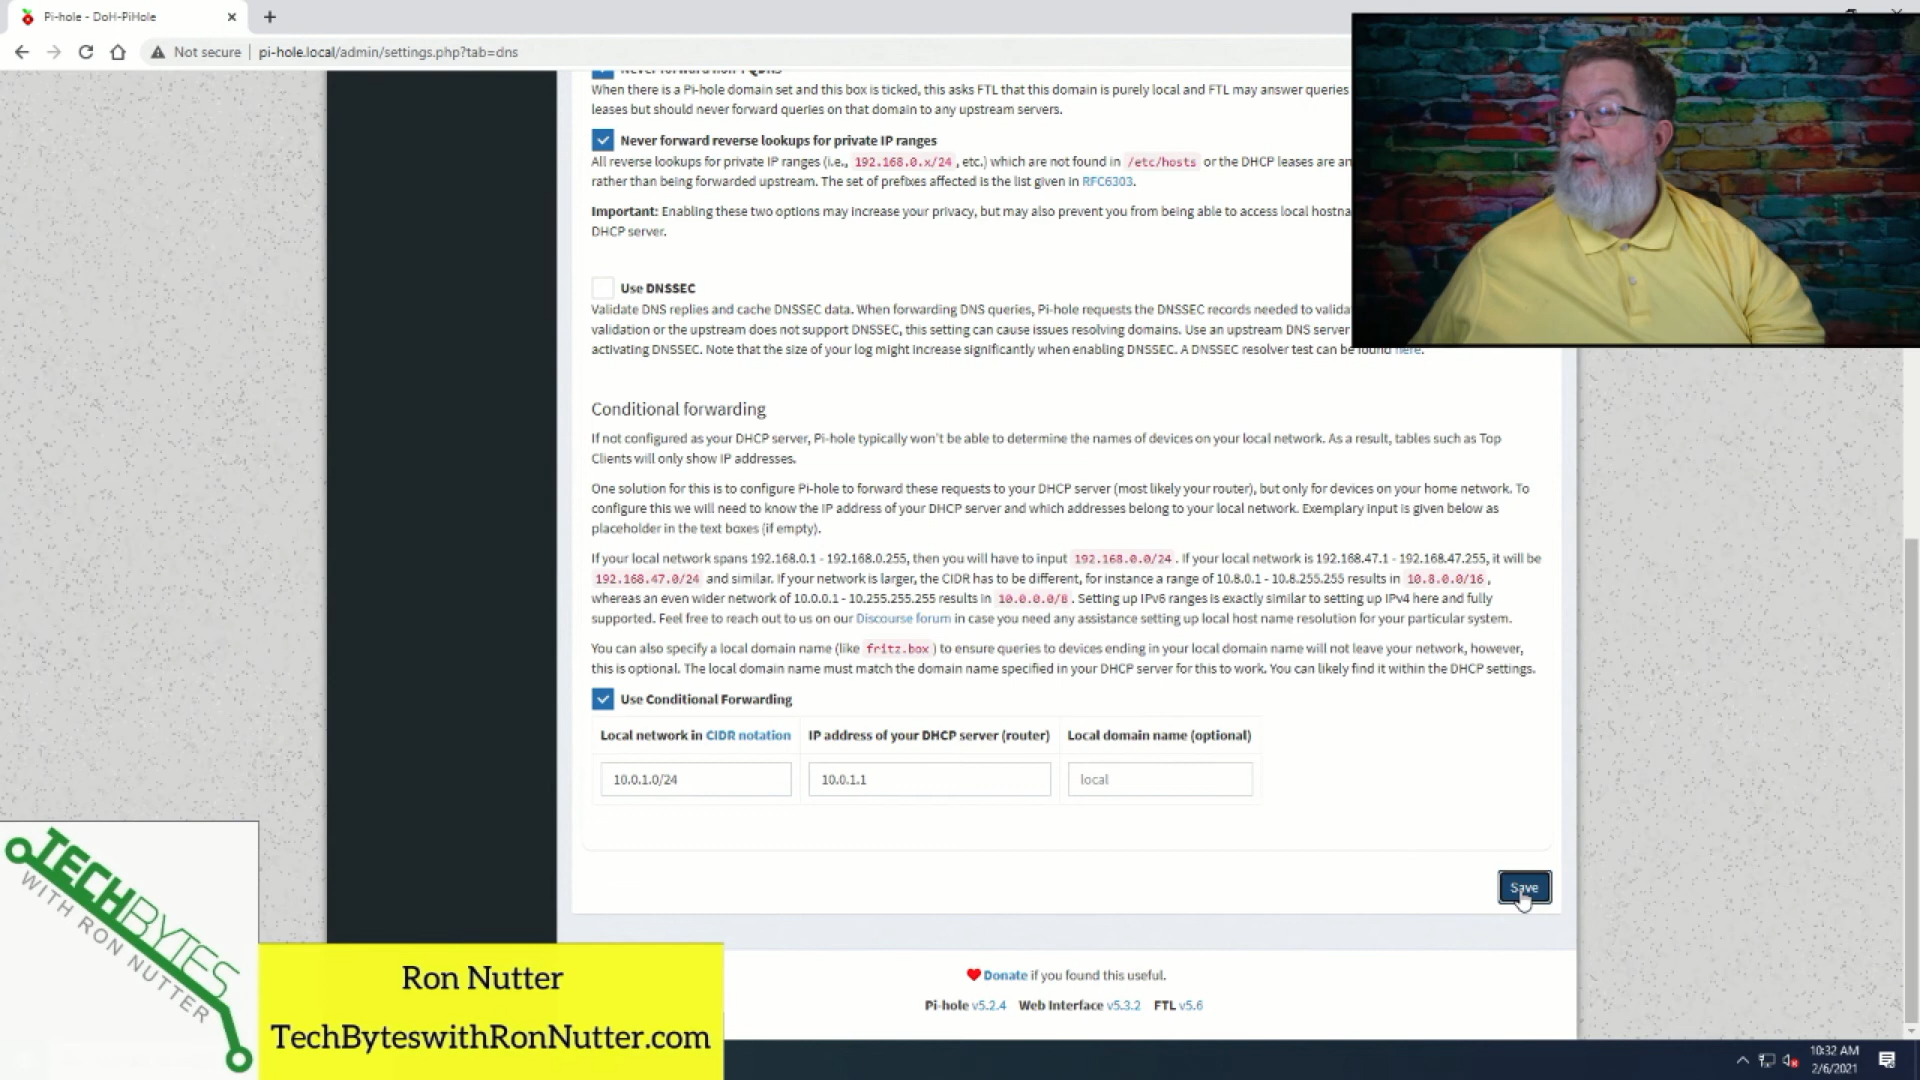 Pi-hole - DoH-PiHole
Not secure pi-hole.local/admin/settings.php?tab=dns
When there is a Pi-hole domain set and this box is ticked, this asks FTL that this domain is purely local and FTL may answer queries
leases but should never forward queries on that domain to any upstream servers.
Never forward reverse lookups for private IP ranges
All reverse lookups for private IP ranges (i.e., 192.168.0.x/24 , etc.) which are not found in /etc/hosts or the DHCP leases are an
rather than being forwarded upstream. The set of prefixes affected is the list given in RFC6303.
Important: Enabling these two options may increase your privacy, but may also prevent you from being able to access local hostna
DHCP server.
Use DNSSEC
Validate DNS replies and cache DNSSEC data. When forwarding DNS queries, Pi-hole requests the DNSSEC records needed to valida
validation or the upstream does not support DNSSEC, this setting can cause issues resolving domains. Use an upstream DNS server
activating DNSSEC. Note that the size of your log might increase significantly when enabling DNSSEC. A DNSSEC resolver test can be found here.
Conditional forwarding
If not configured as your DHCP server, Pi-hole typically won't be able to determine the names of devices on your local network. As a result, tables such as Top
Clients will only show IP addresses.
One solution for this is to configure Pi-hole to forward these requests to your DHCP server (most likely your router), but only for devices on your home network. To
configure this we will need to know the IP address of your DHCP server and which addresses belong to your local network. Exemplary input is given below as
placeholder in the text boxes (if empty).
If your local network spans 192.168.0.1 - 192.168.0.255, then you will have to input 192.168.0.0/24 . If your local network is 192.168.47.1 - 192.168.47.255, it will be
192.168.47.0/24 and similar. If your network is larger, the CIDR has to be different, for instance a range of 10.8.0.1 - 10.8.255.255 results in 10.8.0.0/16 ,
whereas an even wider network of 10.0.0.1 - 10.255.255.255 results in 10.0.0.0/8 . Setting up IPv6 ranges is exactly similar to setting up IPv4 here and fully
supported. Feel free to reach out to us on our Discourse forum in case you need any assistance setting up local host name resolution for your particular system.
You can also specify a local domain name (like fritz.box ) to ensure queries to devices ending in your local domain name will not leave your network, however,
this is optional. The local domain name must match the domain name specified in your DHCP server for this to work. You can likely find it within the DHCP settings.
Use Conditional Forwarding
Local network in CIDR notation IP address of your DHCP server (router) Local domain name (optional)
10.0.1.0/24 10.0.1.1 local
Save
Donate if you found this useful.
Pi-hole v5.2.4 Web Interface v5.3.2 FTL v5.6
TECHBYTES
WITH RON NUTTER
Ron Nutter
TechByteswithRonNutter.com
10:32 AM
2/6/2021